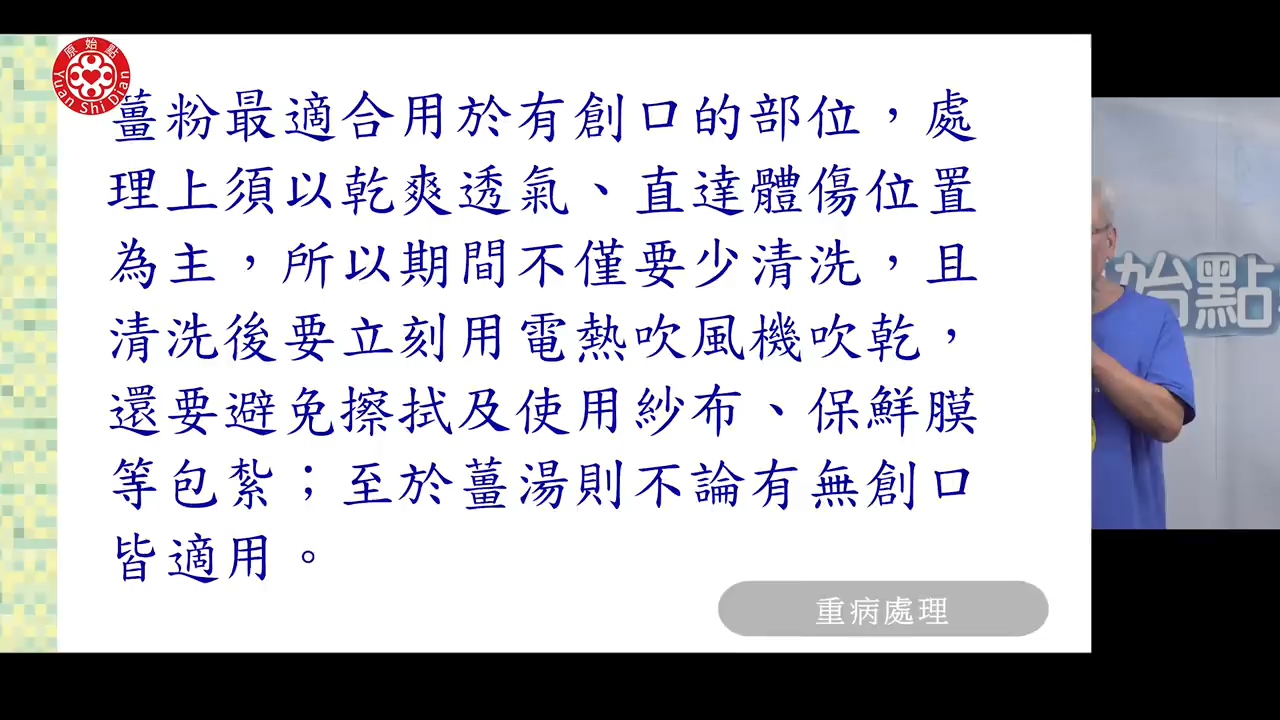 原始點
Yuan Shi Dian
薑粉最適合用於有創口的部位，處
理上須以乾爽透氣、直達體傷位置
為主，所以期間不僅要少清洗，且
清洗後要立刻用電熱吹風機吹乾，
還要避免擦拭及使用紗布、保鮮膜
等包紮；至於薑湯則不論有無創口
皆適用。
重病處理
始點